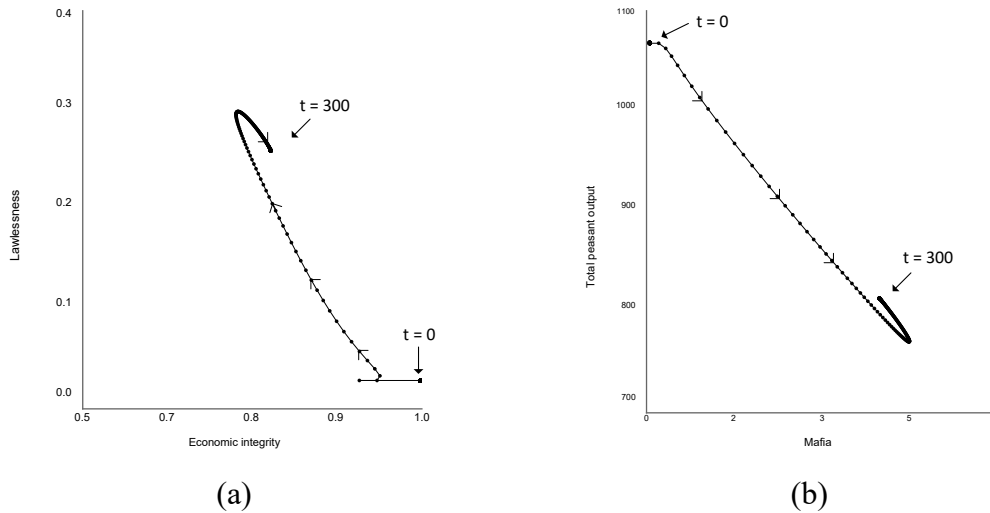 0.4
0.3
0.2
0.1
0.0
Lawlessness
t = 300
t = 0
0.5
0.7
0.8
0.9
1.0
Economic integrity
(a)
1100
1000
900
800
700
Total peasant output
t = 0
t = 300
0
2
3
5
Mafia
(b)